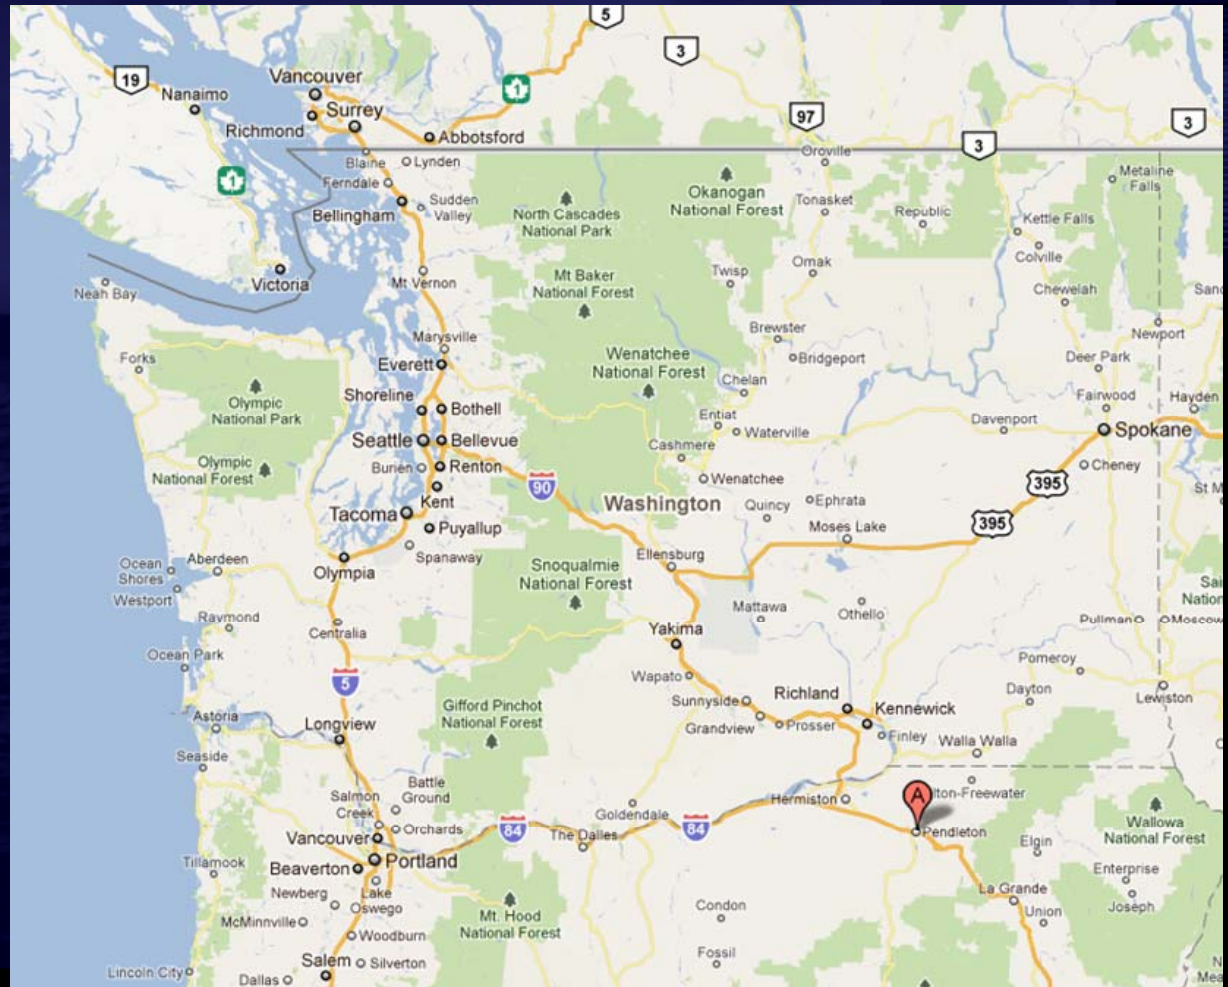 5
3
19
Vancouver
Nanaimo
1
Surrey
97
3
3
Richmond
Abbotsford
Blaine
Lynden
Oroville
Metaline
Falls
1
Ferndale
Okanogan
National Forest
Sudden
Valley
Bellingham
North Cascades
National Park
Tonasket
Republic
Kettle Falls
Colville
Victoria
Mt Vernon
Mt Baker
National Forest
Twisp
Omak
Neah Bay
Chewelah
Sand
Marysville
Brewster
Newport
Forks
Everett
Wenatchee
National Forest
Bridgeport
Deer Park
Chelan
Olympic
National Park
Shoreline
Bothell
Entiat
Waterville
Davenport
Fairwood
Hayden
Seattle
Bellevue
Cashmere
Spokane
Olympic
National Forest
Burien
Renton
Wenatchee
Cheney
90
395
Kent
Washington
Quincy
Ephrata
St M
Tacoma
Puyallup
Moses Lake
395
Spanaway
Ocean
Shores
Aberdeen
Olympia
Snoqualmie
National Forest
Ellensburg
Westport
Sai
Nation
Raymond
Centralia
Mattawa
Othello
Pullman
Moscow
Yakima
Ocean Park
5
Wapato
Pomeroy
Dayton
Lewiston
Astoria
Longview
Gifford Pinchot
National Forest
Sunnyside
Richland
Kennewick
Grandview
Prosser
Finley
Walla Walla
Seaside
Battle
Ground
Salmon
Creek
Goldendale
Hermiston
A
lton-Freewater
Vancouver
Orchards
84
The Dalles
84
Pendleton
Wallowa
National Forest
Elgin
Tillamook
Beaverton
Portland
Enterprise
Joseph
Newberg
Lake
Oswego
La Grande
Union
McMinnville
Mt. Hood
National Forest
Condon
Woodburn
Fossil
Lincoln City
Salem
Silverton
Dallas
N
Mea